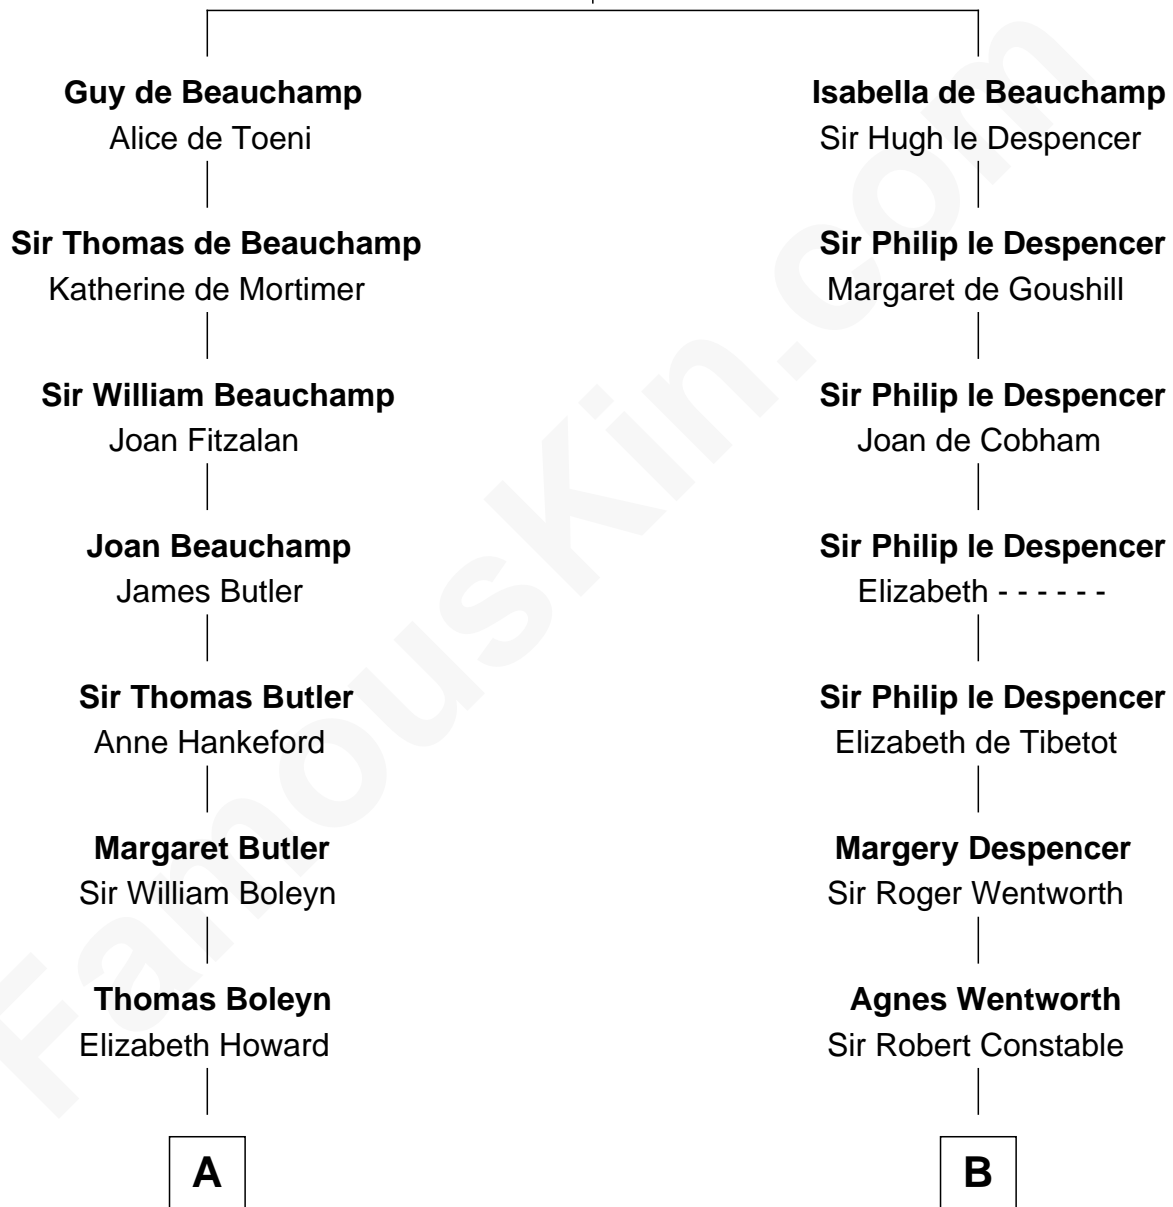 Guy de Beauchamp
Alice de Toeni
Isabella de Beauchamp
Sir Hugh le Despencer
Sir Thomas de Beauchamp
Katherine de Mortimer
Sir Philip le Despencer
Margaret de Goushill
Sir William Beauchamp
Joan Fitzalan
Sir Philip le Despencer
Joan de Cobham
Joan Beauchamp
James Butler
Sir Philip le Despencer
Elizabeth - - - - - -
Sir Thomas Butler
Anne Hankeford
Sir Philip le Despencer
Elizabeth de Tibetot
Margaret Butler
Sir William Boleyn
Margery Despencer
Sir Roger Wentworth
Thomas Boleyn
Elizabeth Howard
Agnes Wentworth
Sir Robert Constable
A
B
FamousKin.com